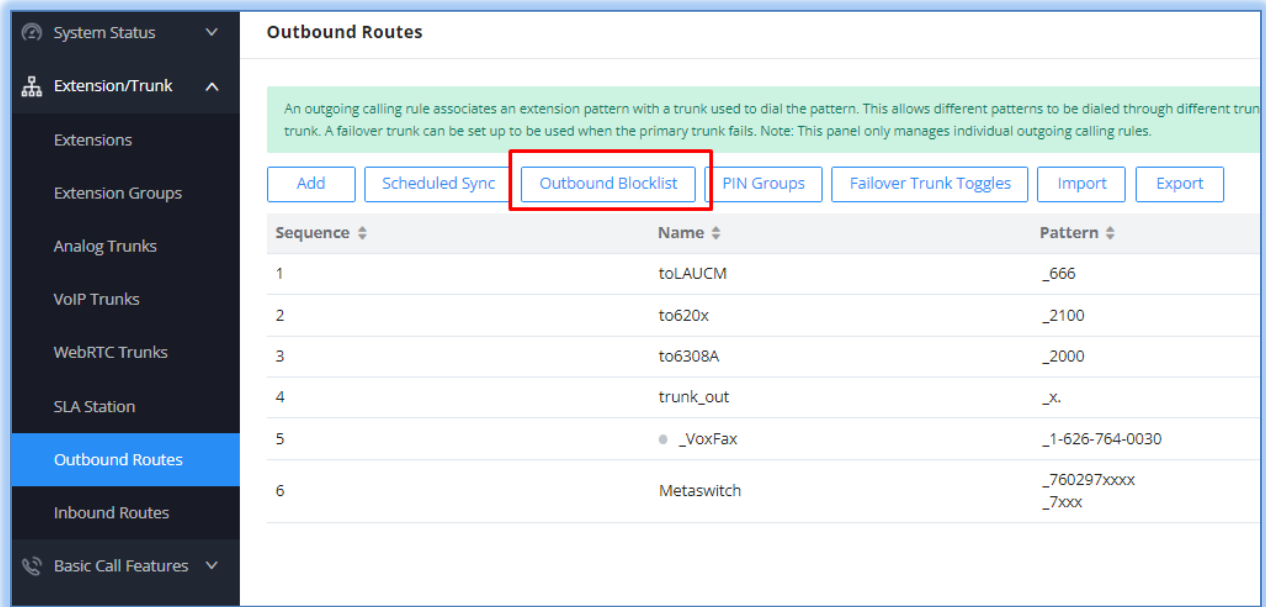 System Status
Extension/Trunk
Extensions
Extension Groups
Analog Trunks
VoIP Trunks
WebRTC Trunks
SLA Station
Outbound Routes
Inbound Routes
Basic Call Features
Outbound Routes
An outgoing calling rule associates an extension pattern with a trunk used to dial the pattern. This allows different patterns to be dialed through different
trunk. A failover trunk can be set up to be used when the primary trunk fails. Note: This panel only manages individual outgoing calling rules.
Add Scheduled Sync Outbound Blocklist PIN Groups Failover Trunk Toggles Import Export
Sequence Name Pattern
1 toLAUCM _666
2 to620x _2100
3 to6308A _2000
4 trunk_out _x.
5 _VoxFax _1-626-764-0030
6 Metaswitch _760297xxxx
_7xxx